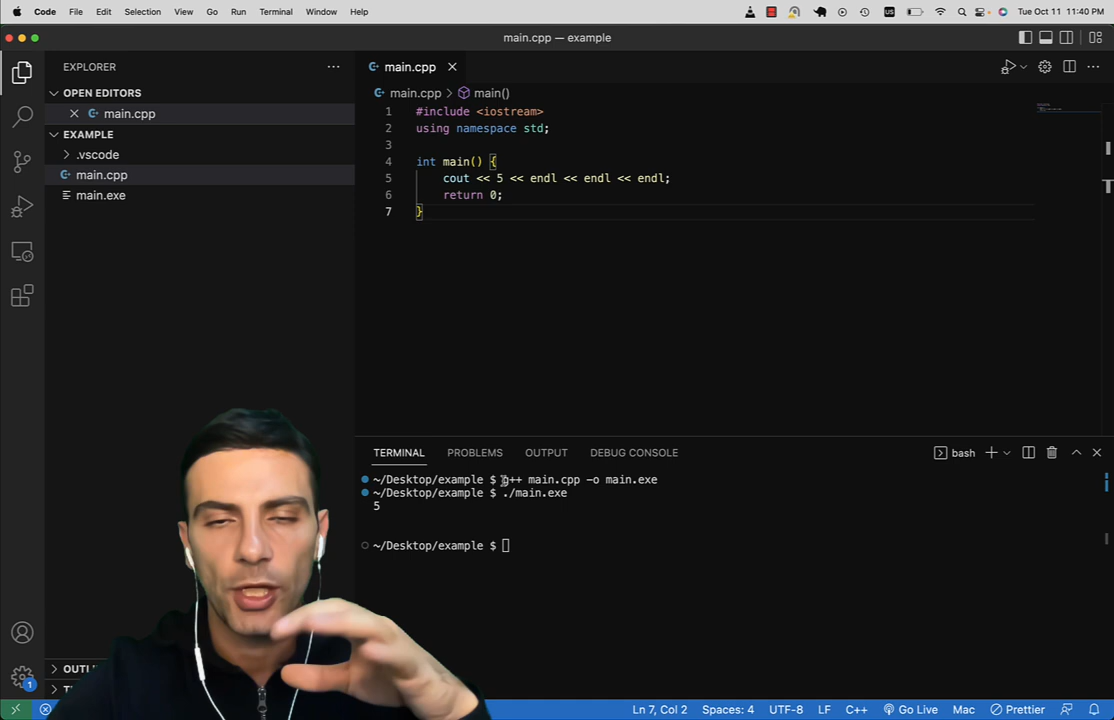 Code File Edit Selection View Go Run Terminal Window Help US Tue Oct 11 11:40 PM
main.cpp — example
EXPLORER
OPEN EDITORS
main.cpp
EXAMPLE
.vscode
main.cpp
main.exe
main.cpp
main.cpp > main()
1 #include <iostream>
2 using namespace std;
3
4 int main() {
5 cout << 5 << endl << endl << endl;
6 return 0;
7 }
TERMINAL PROBLEMS OUTPUT DEBUG CONSOLE bash
~/Desktop/example $ g++ main.cpp -o main.exe
~/Desktop/example $ ./main.exe
5
~/Desktop/example $
1
Ln 7, Col 2 Spaces: 4 UTF-8 LF C++ Go Live Mac Prettier